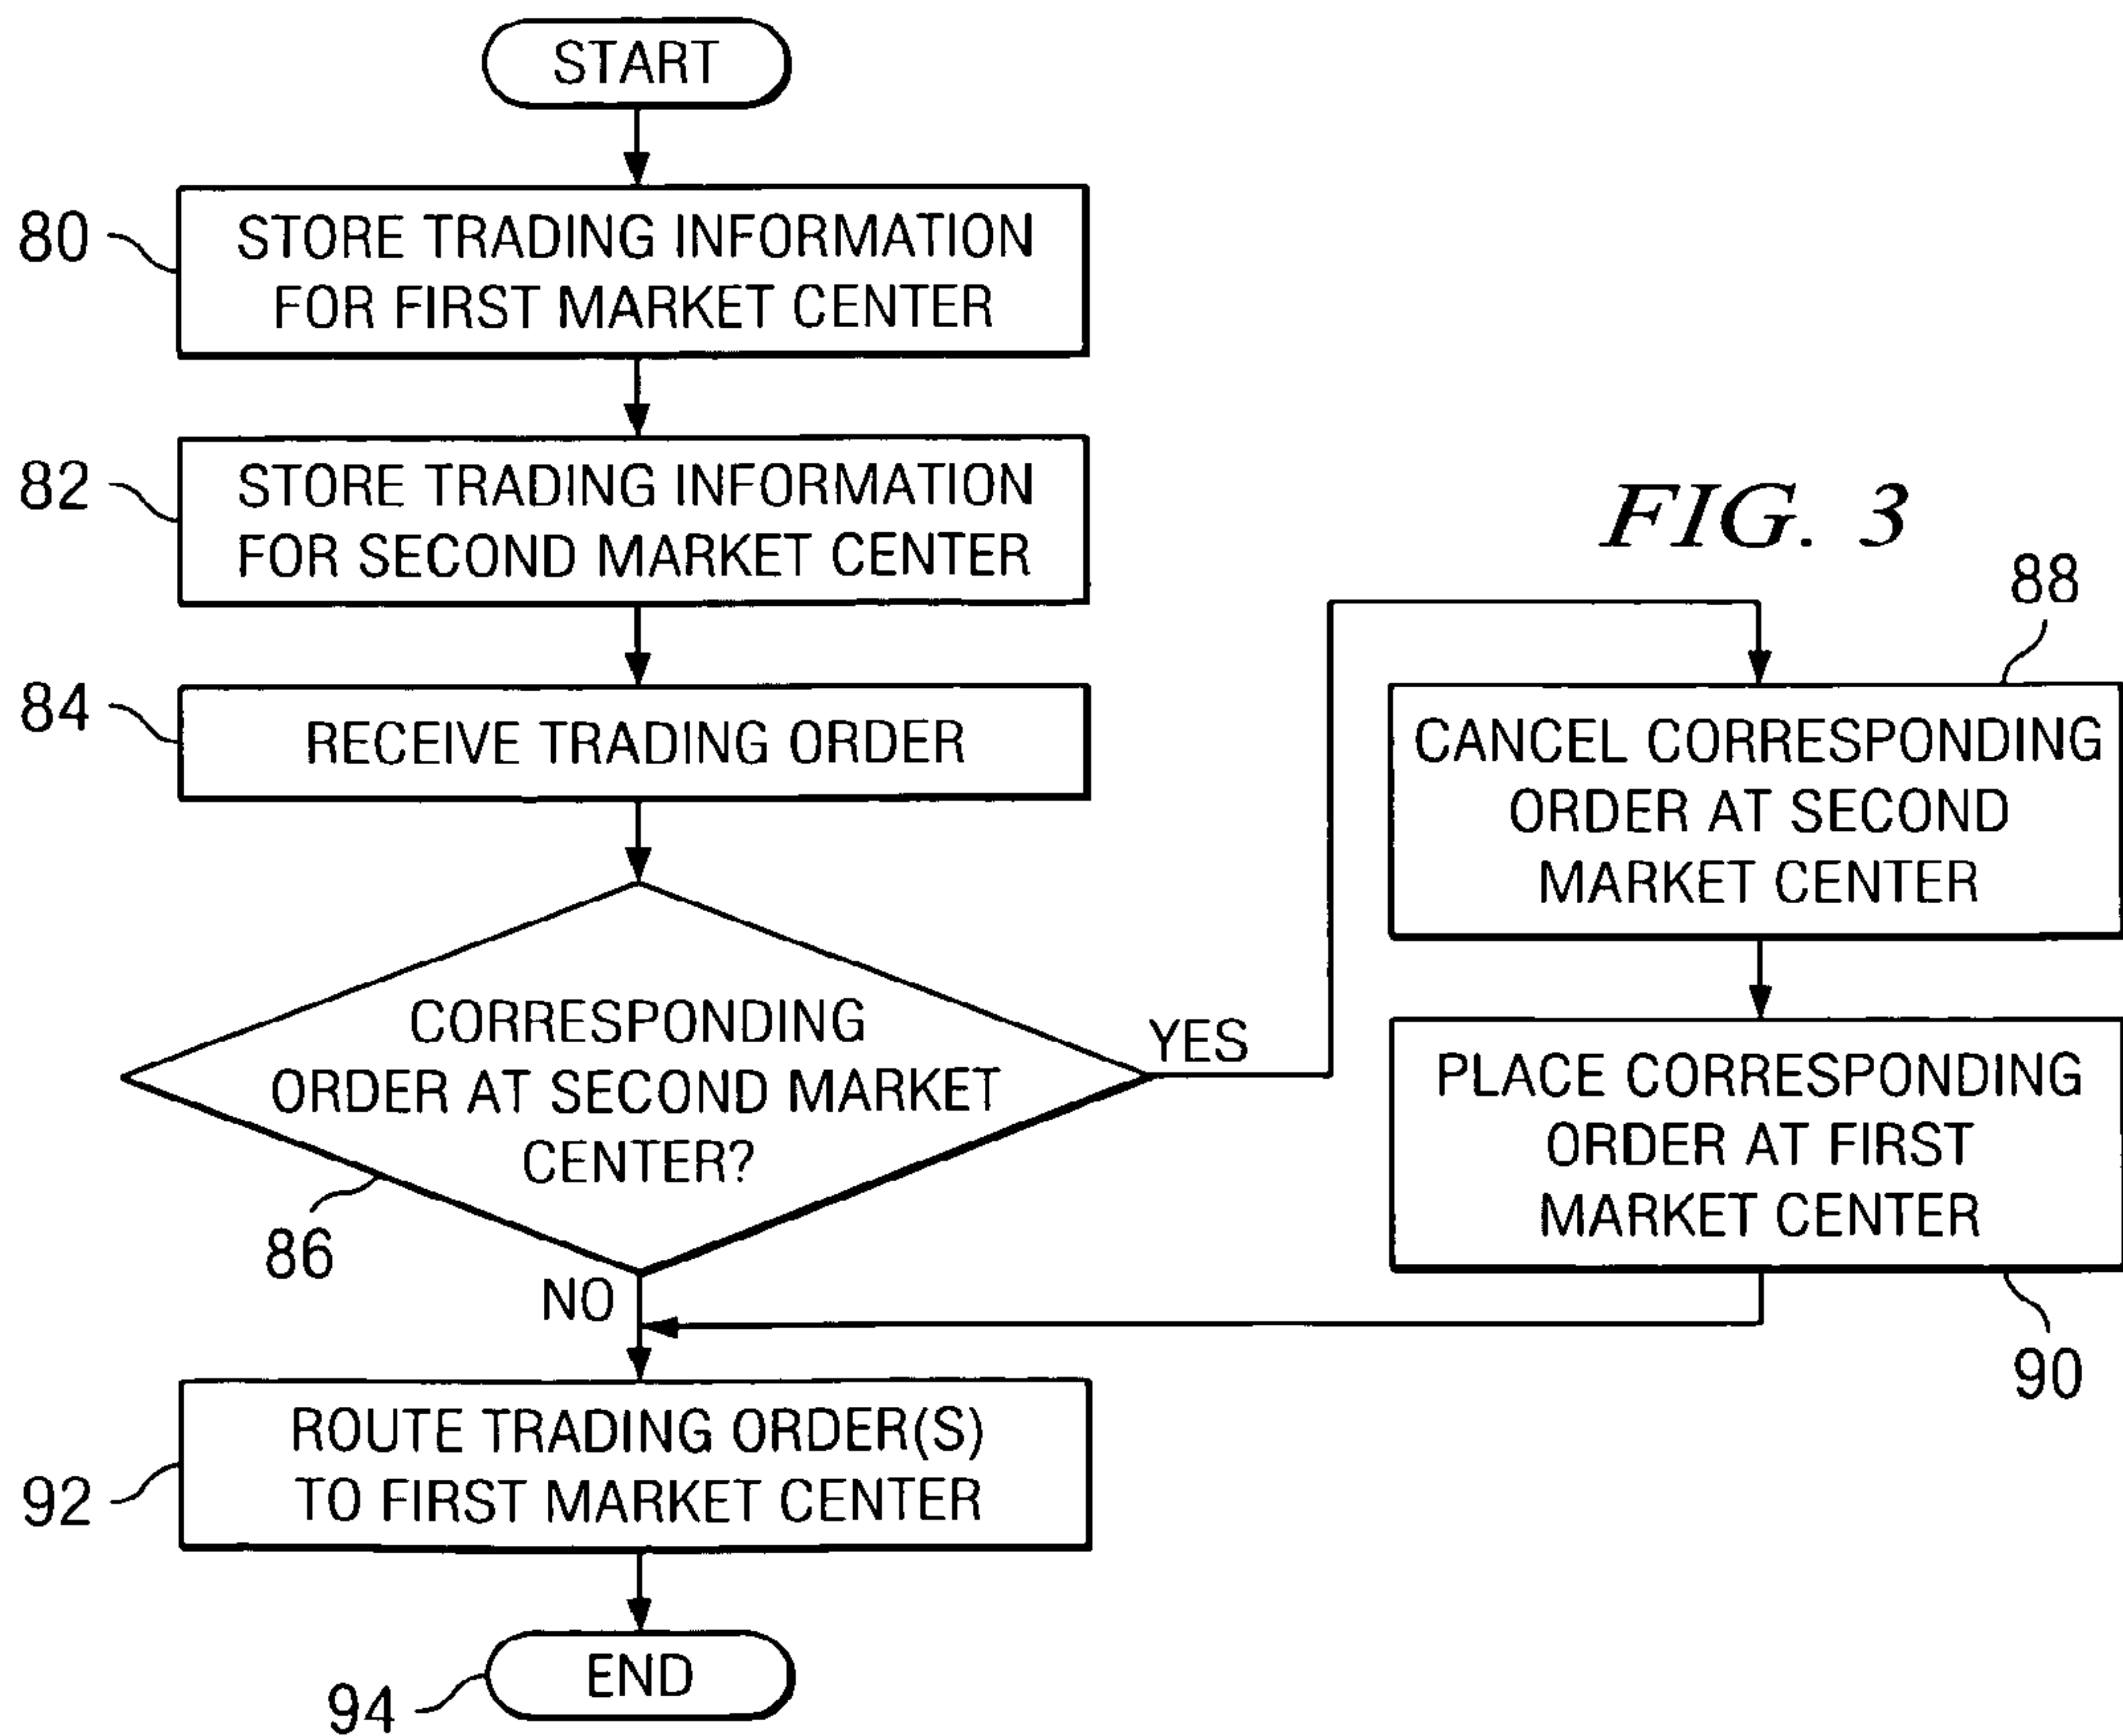 START
80
STORE TRADING INFORMATION
FOR FIRST MARKET CENTER
82
STORE TRADING INFORMATION
FOR SECOND MARKET CENTER
FIG. 3
84
RECEIVE TRADING ORDER
86
CORRESPONDING
ORDER AT SECOND MARKET
CENTER?
YES
NO
88
CANCEL CORRESPONDING
ORDER AT SECOND
MARKET CENTER
PLACE CORRESPONDING
ORDER AT FIRST
MARKET CENTER
90
92
ROUTE TRADING ORDER(S)
TO FIRST MARKET CENTER
END
94